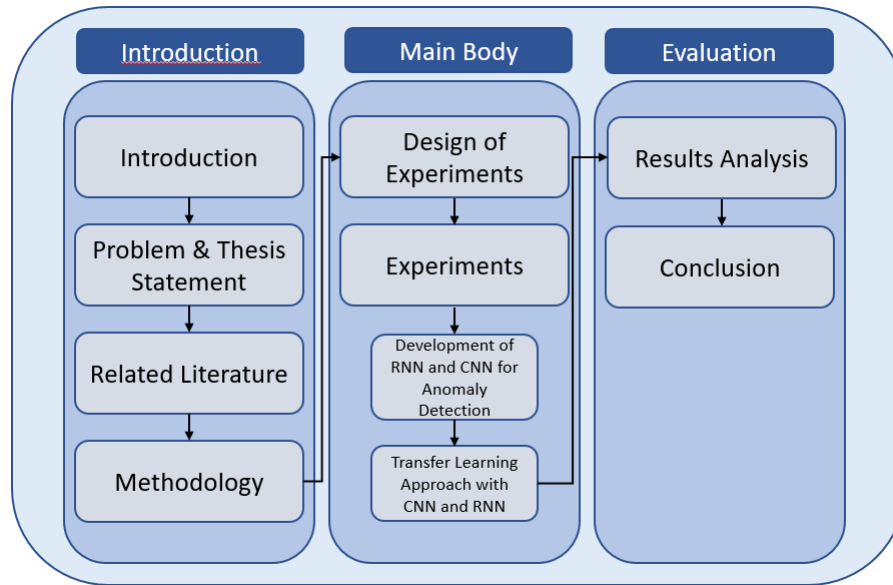 Introduction
Main Body
Evaluation
Introduction
Problem & Thesis
Statement
Related Literature
Methodology
Design of
Experiments
Experiments
Development of
RNN and CNN for
Anomaly
Detection
Transfer Learning
Approach with
CNN and RNN
Results Analysis
Conclusion